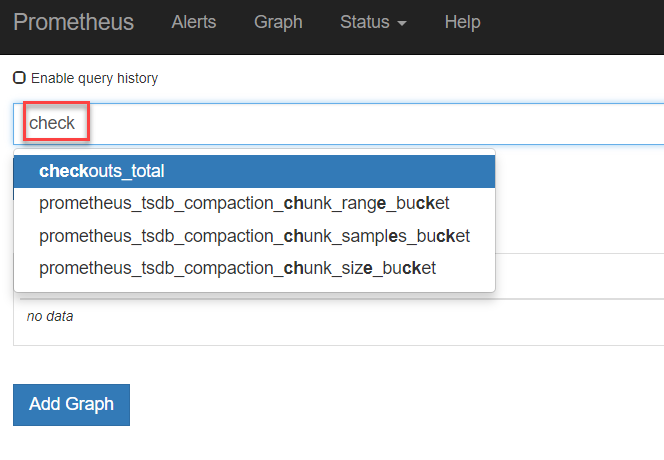 Prometheus Alerts Graph Status Help
Enable query history
check
checkouts_total
prometheus_tsdb_compaction_chunk_range_bucket
prometheus_tsdb_compaction_chunk_samples_bucket
prometheus_tsdb_compaction_chunk_size_bucket
no data
Add Graph